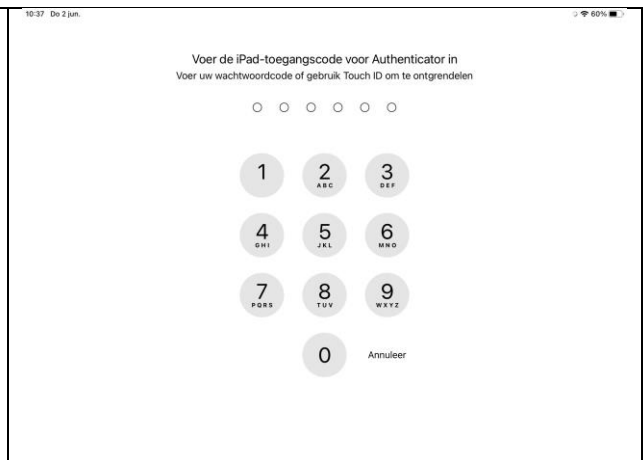 10:37 Do 2 jun.
60%
Voer de iPad-toegangscode voor Authenticator in
Voer uw wachtwoordcode of gebruik Touch ID om te ontgrendelen
1
2
3
ABC
DEF
4
5
6
GHI
JKL
MNO
7
8
9
PQRS
TUV
WXYZ
0
Annuleer